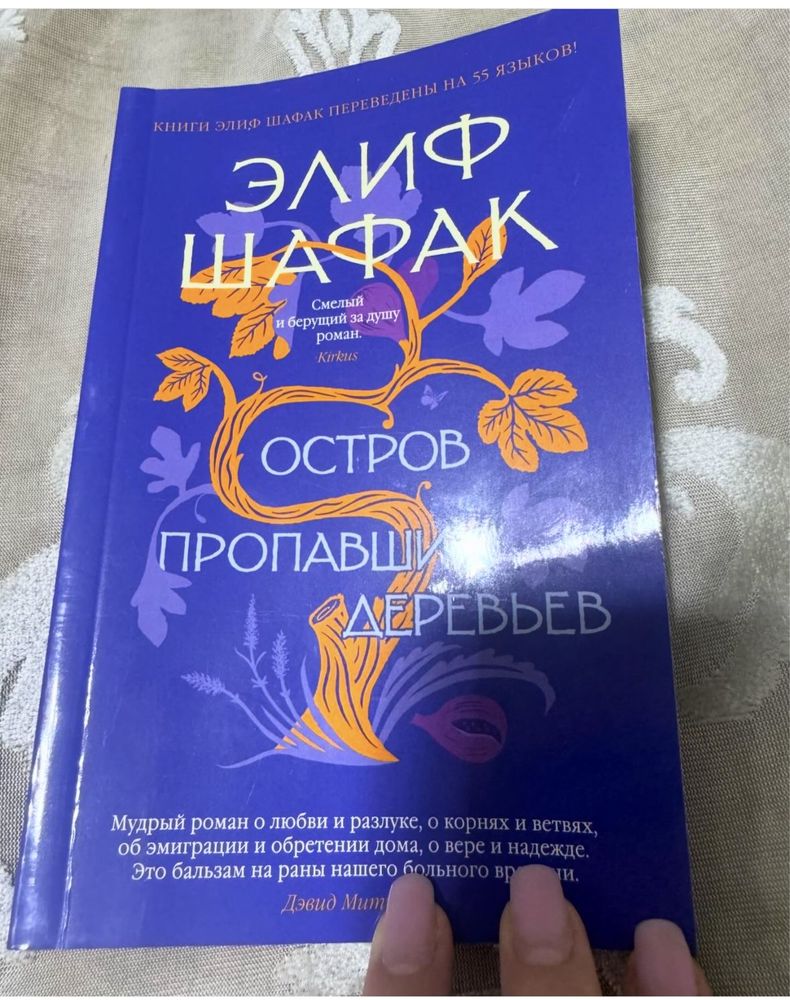 КНИГИ ЭЛИФ ШАФАК ПЕРЕВЕДЕНЫ НА 55 ЯЗЫКОВ!
ЭЛИФ
ШАФАК
Смелый
и берущий за душу
роман.
Kirkus
ОСТРОВ
ПРОПАВШИ
ДЕРЕВЬЕВ
Мудрый роман о любви и разлуке, о корнях и ветвях,
об эмиграции и обретении дома, о вере и надежде.
Это бальзам на раны нашего больного
Дэвид